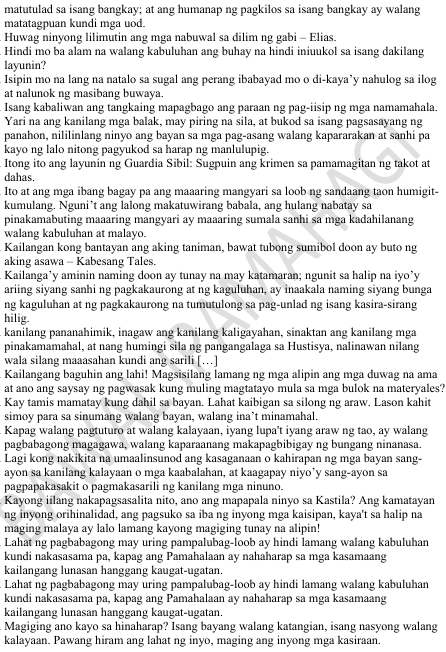 matutulad sa isang bangkay; at ang humanap ng pagkilos sa isang bangkay ay walang
matatagpuan kundi mga uod.
. Huwag ninyong lilimutin ang mga nabuwal sa dilim ng gabi – Elias.
. Hindi mo ba alam na walang kabuluhan ang buhay na hindi iniuukol sa isang dakilang
layunin?
. Isipin mo na lang na natalo sa sugal ang perang ibabayad mo o di-kaya’y nahulog sa ilog
at nalunok ng masibang buwaya.
. Isang kabaliwan ang tangkaing mapagbago ang paraan ng pag-iisip ng mga namamahala.
Yari na ang kanilang mga balak, may piring na sila, at bukod sa isang pagsasayang ng
panahon, nililinlang ninyo ang bayan sa mga pag-asang walang kapararakan at sanhi pa
kayo ng lalo nitong pagyukod sa harap ng manlulupig.
. Itong ito ang layunin ng Guardia Sibil: Sugpuin ang krimen sa pamamagitan ng takot at
dahas.
. Ito at ang mga ibang bagay pa ang maaaring mangyari sa loob ng sandaang taon humigit-
kumulang. Nguni’t ang lalong makatuwirang babala, ang hulang nabatay sa
pinakamabuting maaaring mangyari ay maaaring sumala sanhi sa mga kadahilanang
walang kabuluhan at malayo.
. Kailangan kong bantayan ang aking taniman, bawat tubong sumibol doon ay buto ng
aking asawa – Kabesang Tales.
. Kailanga’y aminin naming doon ay tunay na may katamaran; ngunit sa halip na iyo’y
ariing siyang sanhi ng pagkakaurong at ng kaguluhan, ay inaakala naming siyang bunga
ng kaguluhan at ng pagkakaurong na tumutulong sa pag-unlad ng isang kasira-sirang
hilig.
. kanilang pananahimik, inagaw ang kanilang kaligayahan, sinaktan ang kanilang mga
pinakamamahal, at nang humingi sila ng pangangalaga sa Hustisya, nalinawan nilang
wala silang maaasahan kundi ang sarili […]
. Kailangang baguhin ang lahi! Magsisilang lamang ng mga alipin ang mga duwag na ama
at ano ang saysay ng pagwasak kung muling magtatayo mula sa mga bulok na materyales?
. Kay tamis mamatay kung dahil sa bayan. Lahat kaibigan sa silong ng araw. Lason kahit
simoy para sa sinumang walang bayan, walang ina’t minamahal.
. Kapag walang pagtuturo at walang kalayaan, iyang lupa't iyang araw ng tao, ay walang
pagbabagong magagawa, walang kaparaanang makapagbibigay ng bungang ninanasa.
. Lagi kong nakikita na umaalinsunod ang kasaganaan o kahirapan ng mga bayan sang-
ayon sa kanilang kalayaan o mga kaabalahan, at kaagapay niyo’y sang-ayon sa
pagpapakasakit o pagmakasarili ng kanilang mga ninuno.
. Kayong iilang nakapagsasalita nito, ano ang mapapala ninyo sa Kastila? Ang kamatayan
ng inyong orihinalidad, ang pagsuko sa iba ng inyong mga kaisipan, kaya't sa halip na
maging malaya ay lalo lamang kayong magiging tunay na alipin!
. Lahat ng pagbabagong may uring pampalubag-loob ay hindi lamang walang kabuluhan
kundi nakasasama pa, kapag ang Pamahalaan ay nahaharap sa mga kasamaang
kailangang lunasan hanggang kaugat-ugatan.
. Lahat ng pagbabagong may uring pampalubag-loob ay hindi lamang walang kabuluhan
kundi nakasasama pa, kapag ang Pamahalaan ay nahaharap sa mga kasamaang
kailangang lunasan hanggang kaugat-ugatan.
. Magiging ano kayo sa hinaharap? Isang bayang walang katangian, isang nasyong walang
kalayaan. Pawang hiram ang lahat ng inyo, maging ang inyong mga kasiraan.
BAWAL IPAMAHAGI